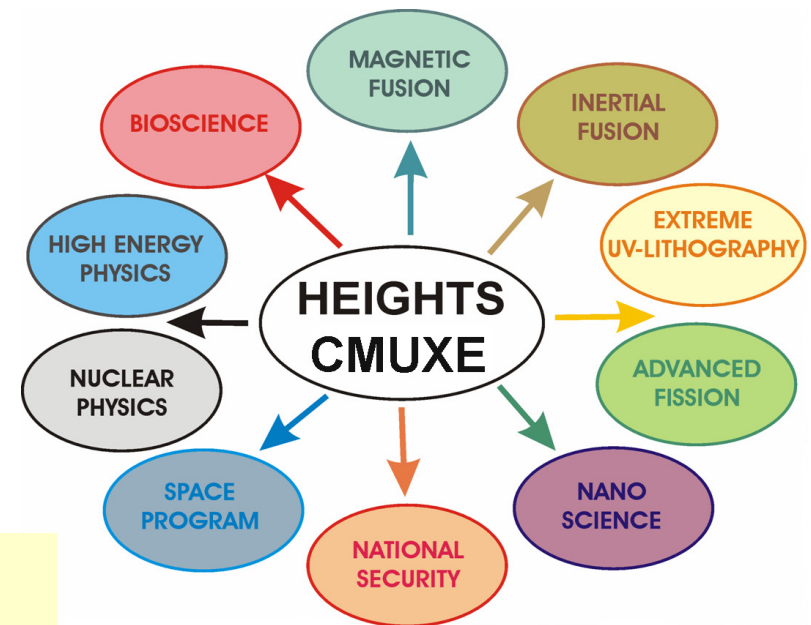 MAGNETIC
FUSION
INERTIAL
FUSION
BIOSCIENCE
EXTREME
UV-LITHOGRAPHY
HIGH ENERGY
PHYSICS
HEIGHTS
CMUXE
ADVANCED
FISSION
NUCLEAR
PHYSICS
SPACE
PROGRAM
NANO
SCIENCE
NATIONAL
SECURITY